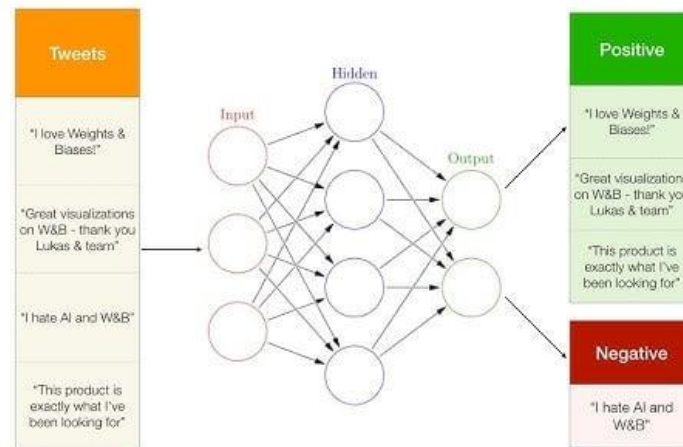 Tweets
"I love Weights &
Biases!"
"Great visualizations
on W&B - thank you
Lukas & team"
"I hate AI and W&B"
"This product is
exactly what I've
been looking for"
Input
Hidden
Output
Positive
"I love Weights &
Biases!"
"Great visualizations
on W&B - thank you
Lukas & team"
"This product is
exactly what I've
been looking for"
Negative
"I hate AI and
W&B"